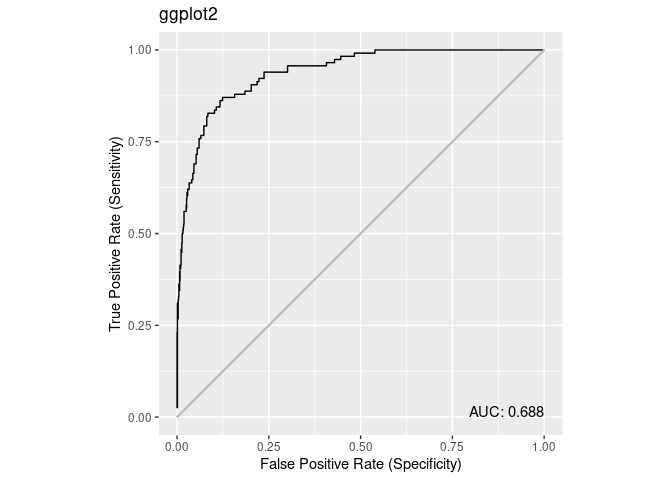 ggplot2
1.00
0.75
0.50
0.25
0.00
True Positive Rate (Sensitivity)
AUC: 0.688
0.00 0.25 0.50 0.75 1.00
False Positive Rate (Specificity)